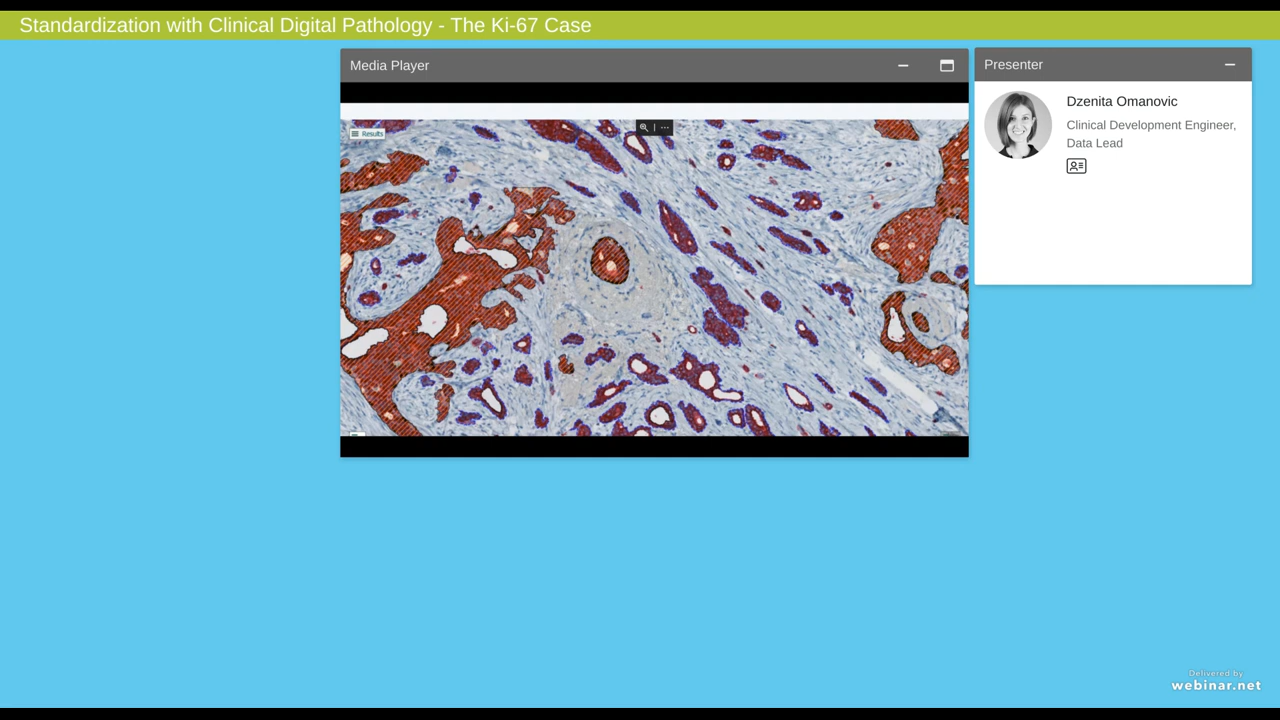 Standardization with Clinical Digital Pathology - The Ki-67 Case
Media Player
Presenter
Results
Dzenita Omanovic
Clinical Development Engineer,
Data Lead
Delivered by
webinar.net